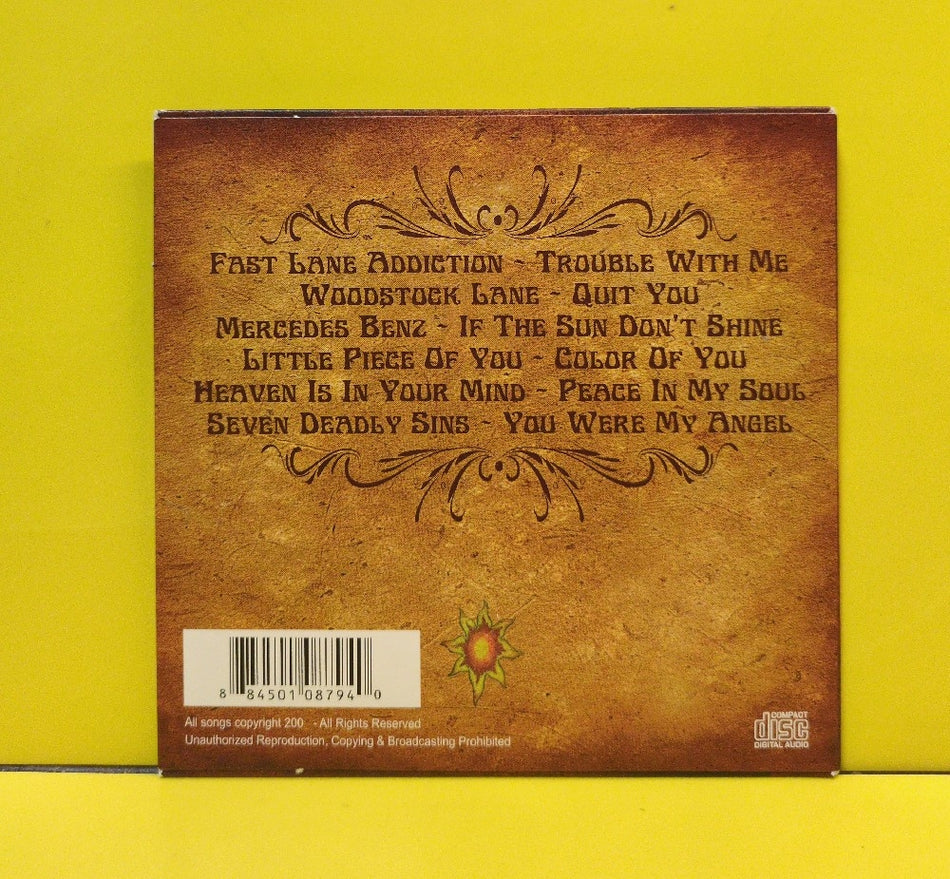 Fast Lane Addiction ~ Trouble With Me
Woodstock Lane ~ Quit You
Mercedes Benz ~ If The Sun Don't Shine
Little Piece Of You ~ Color Of You
Heaven Is In Your Mind ~ Peace In My Soul
Seven Deadly Sins ~ You Were My Angel
8 84501 08794 0
All songs copyright 200 - All Rights Reserved
Unauthorized Reproduction, Copying & Broadcasting Prohibited
COMPACT
disc
DIGITAL AUDIO